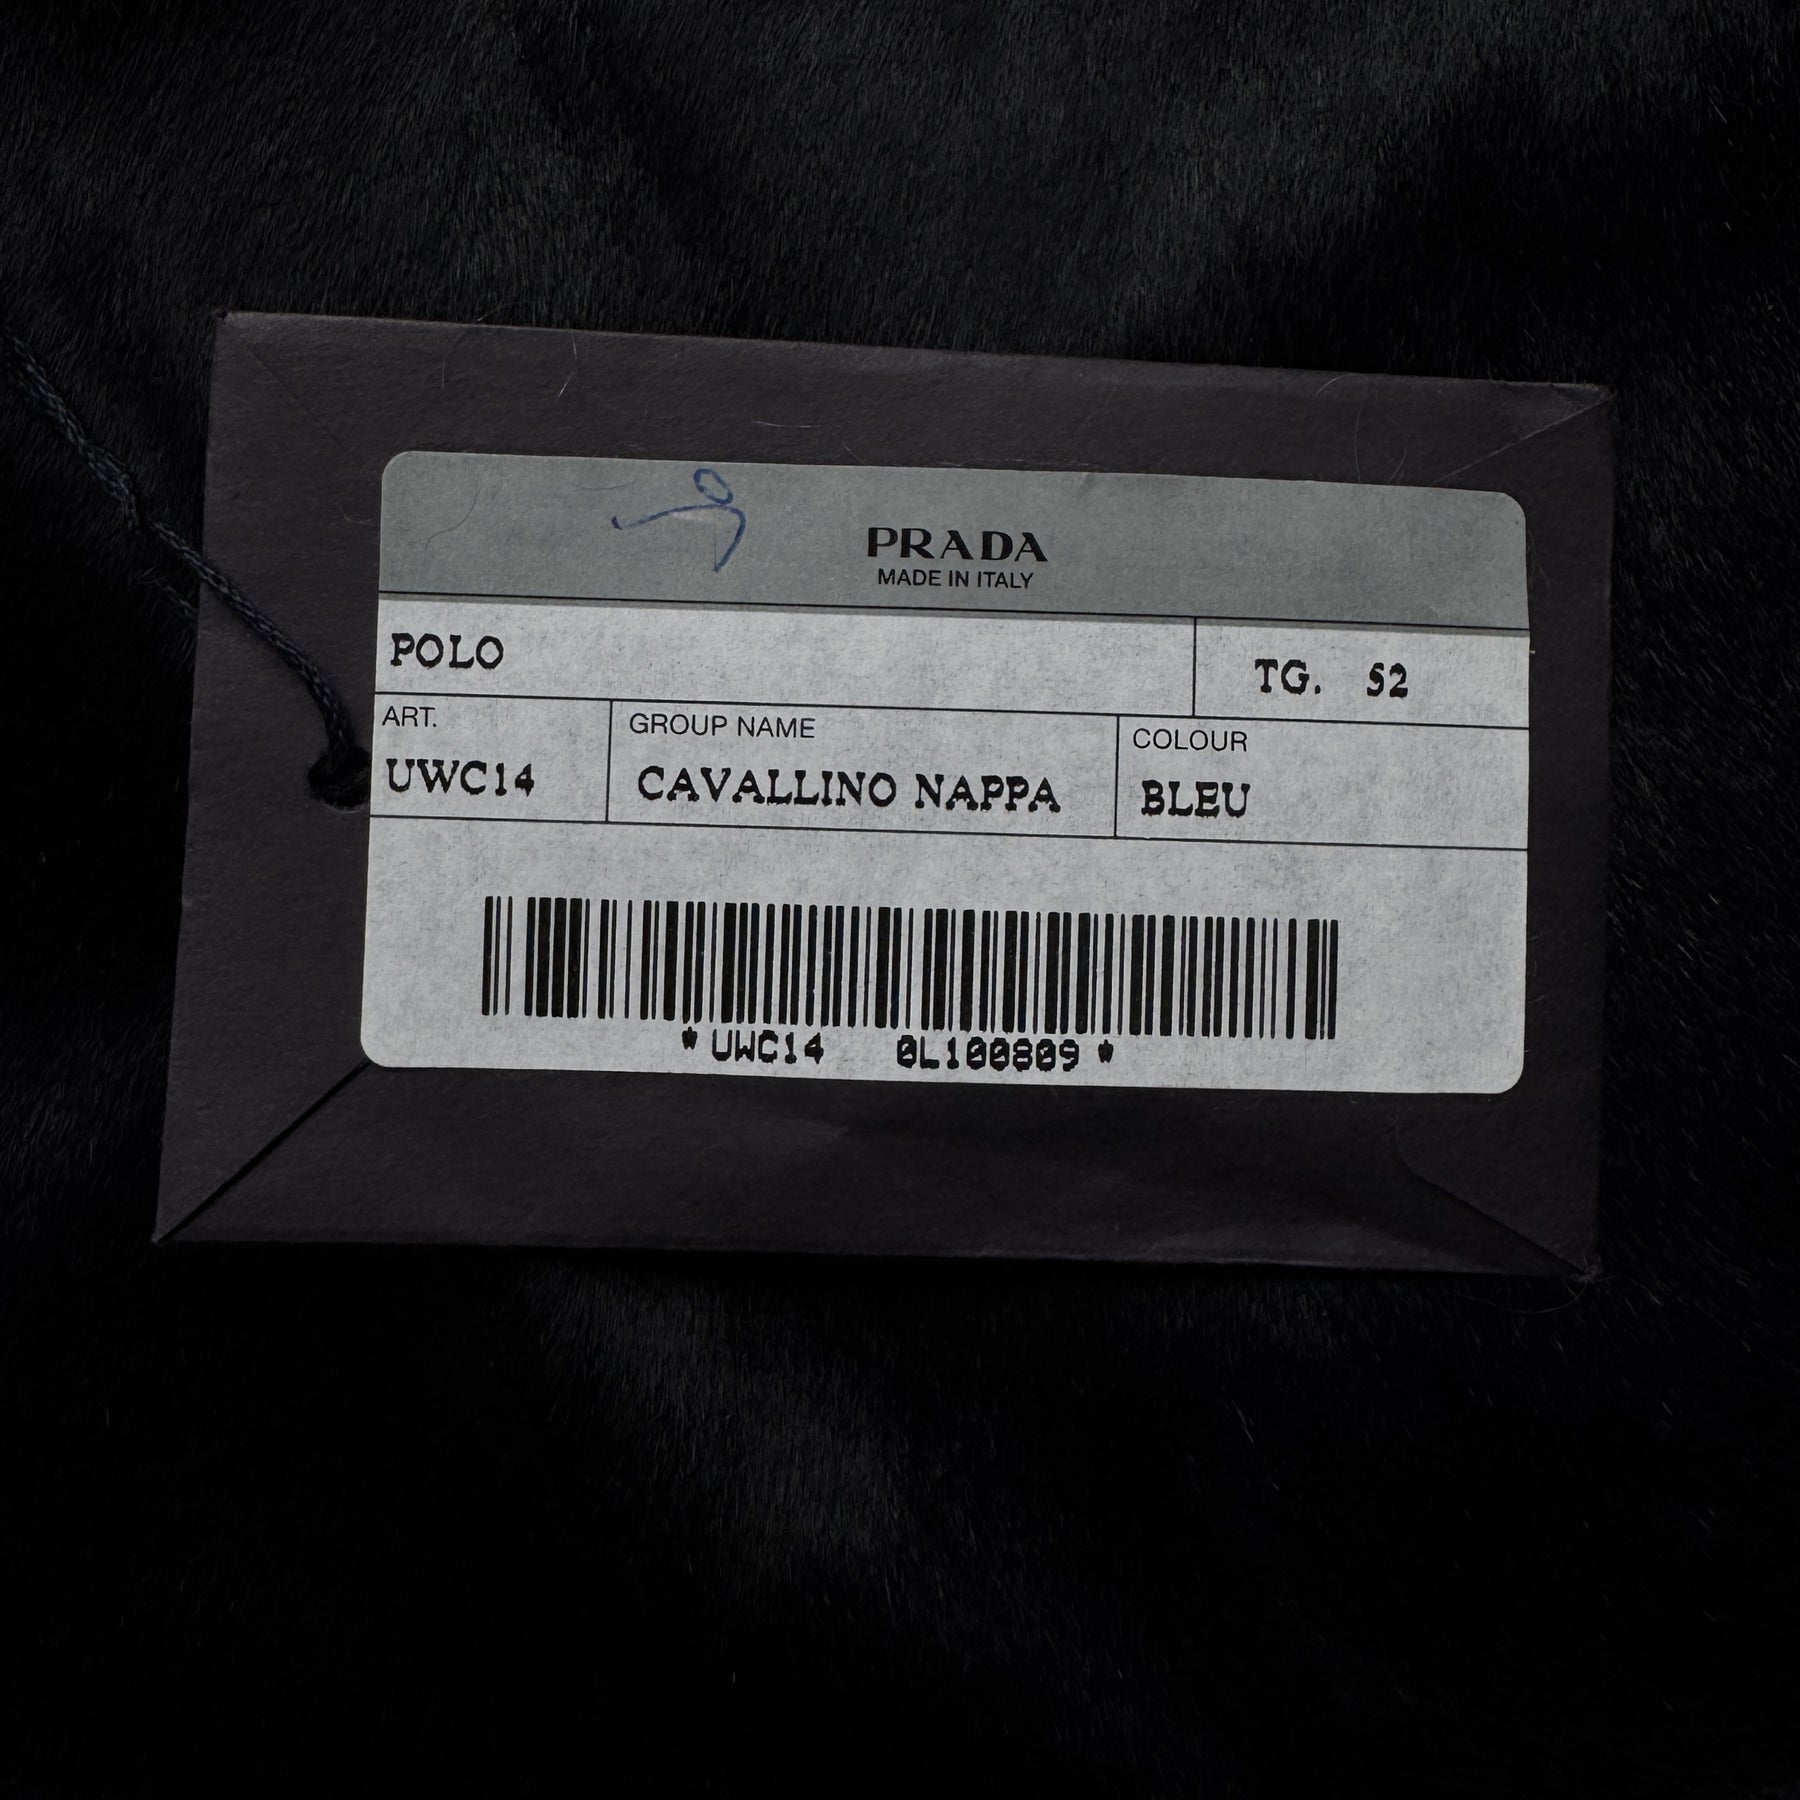 PRADA
MADE IN ITALY
POLO TG. 52
ART. GROUP NAME COLOUR
UWC14 CAVALLINO NAPPA BLEU
*UWC14 0L100809*